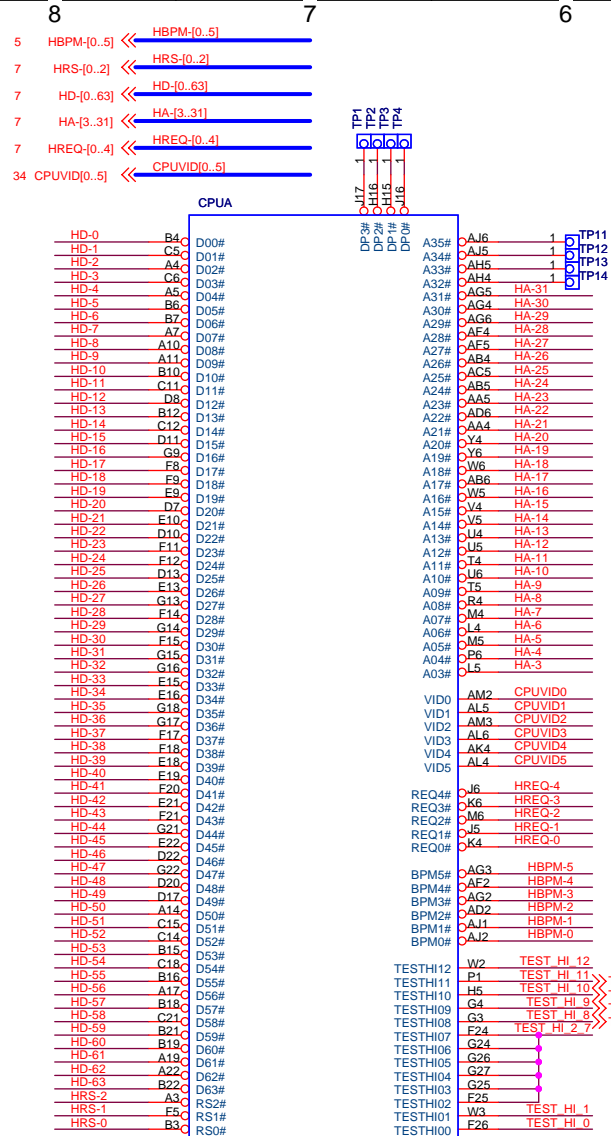 8 7 6
5 HBPM-[0..5] HBPM-[0..5]
7 HRS-[0..2] HRS-[0..2]
7 HD-[0..63] HD-[0..63]
7 HA-[3..31] HA-[3..31]
7 HREQ-[0..4] HREQ-[0..4]
34 CPUVID[0..5] CPUVID[0..5]
TP1 TP2 TP3 TP4
1 1 1 1
J17 H16 H15 J16
CPUA
DP3# DP2# DP1# DP0#
HD-0 B4 D00# A35# AJ6 1 TP11
HD-1 C5 D01# A34# AJ5 1 TP12
HD-2 A4 D02# A33# AH5 1 TP13
HD-3 C6 D03# A32# AH4 1 TP14
HD-4 A5 D04# A31# AG5 HA-31
HD-5 B6 D05# A30# AG4 HA-30
HD-6 B7 D06# A29# AG6 HA-29
HD-7 A7 D07# A28# AF4 HA-28
HD-8 A10 D08# A27# AF5 HA-27
HD-9 A11 D09# A26# AB4 HA-26
HD-10 B10 D10# A25# AC5 HA-25
HD-11 C11 D11# A24# AB5 HA-24
HD-12 D8 D12# A23# AA5 HA-23
HD-13 B12 D13# A22# AD6 HA-22
HD-14 C12 D14# A21# AA4 HA-21
HD-15 D11 D15# A20# Y4 HA-20
HD-16 G9 D16# A19# Y6 HA-19
HD-17 F8 D17# A18# W6 HA-18
HD-18 F9 D18# A17# AB6 HA-17
HD-19 E9 D19# A16# W5 HA-16
HD-20 D7 D20# A15# V4 HA-15
HD-21 E10 D21# A14# V5 HA-14
HD-22 D10 D22# A13# U4 HA-13
HD-23 F11 D23# A12# U5 HA-12
HD-24 F12 D24# A11# T4 HA-11
HD-25 D13 D25# A10# U6 HA-10
HD-26 E13 D26# A09# T5 HA-9
HD-27 G13 D27# A08# R4 HA-8
HD-28 F14 D28# A07# M4 HA-7
HD-29 G14 D29# A06# L4 HA-6
HD-30 F15 D30# A05# M5 HA-5
HD-31 G15 D31# A04# P6 HA-4
HD-32 G16 D32# A03# L5 HA-3
HD-33 E15 D33#
HD-34 E16 D34# VID0 AM2 CPUVID0
HD-35 G18 D35# VID1 AL5 CPUVID1
HD-36 G17 D36# VID2 AM3 CPUVID2
HD-37 F17 D37# VID3 AL6 CPUVID3
HD-38 F18 D38# VID4 AK4 CPUVID4
HD-39 E18 D39# VID5 AL4 CPUVID5
HD-40 E19 D40#
HD-41 F20 D41# REQ4# J6 HREQ-4
HD-42 E21 D42# REQ3# K6 HREQ-3
HD-43 F21 D43# REQ2# M6 HREQ-2
HD-44 G21 D44# REQ1# J5 HREQ-1
HD-45 E22 D45# REQ0# K4 HREQ-0
HD-46 D22 D46#
HD-47 G22 D47# BPM5# AG3 HBPM-5
HD-48 D20 D48# BPM4# AF2 HBPM-4
HD-49 D17 D49# BPM3# AG2 HBPM-3
HD-50 A14 D50# BPM2# AD2 HBPM-2
HD-51 C15 D51# BPM1# AJ1 HBPM-1
HD-52 C14 D52# BPM0# AJ2 HBPM-0
HD-53 B15 D53#
HD-54 C18 D54# TESTHI12 W2 TEST_HI_12
HD-55 B16 D55# TESTHI11 P1 TEST_HI_11
HD-56 A17 D56# TESTHI10 H5 TEST_HI_10
HD-57 B18 D57# TESTHI09 G4 TEST_HI_9
HD-58 C21 D58# TESTHI08 G3 TEST_HI_8
HD-59 B21 D59# TESTHI07 F24 TEST_HI_2_7
HD-60 B19 D60# TESTHI06 G24
HD-61 A19 D61# TESTHI05 G26
HD-62 A22 D62# TESTHI04 G27
HD-63 B22 D63# TESTHI03 G25
HRS-2 A3 RS2# TESTHI02 F25
HRS-1 F5 RS1# TESTHI01 W3 TEST_HI_1
HRS-0 B3 RS0# TESTHI00 F26 TEST_HI_0